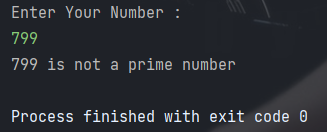 Enter Your Number :
799
799 is not a prime number
Process finished with exit code 0